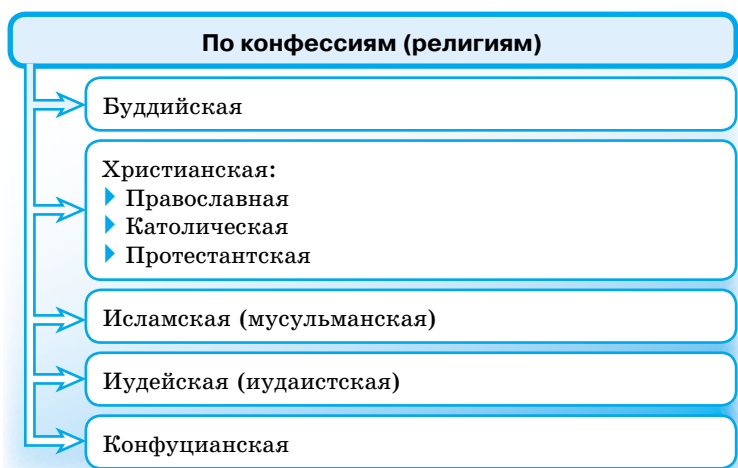 По конфессиям (религиям)
Буддийская
Христианская:
Православная
Католическая
Протестантская
Исламская (мусульманская)
Иудейская (иудаистская)
Конфуцианская